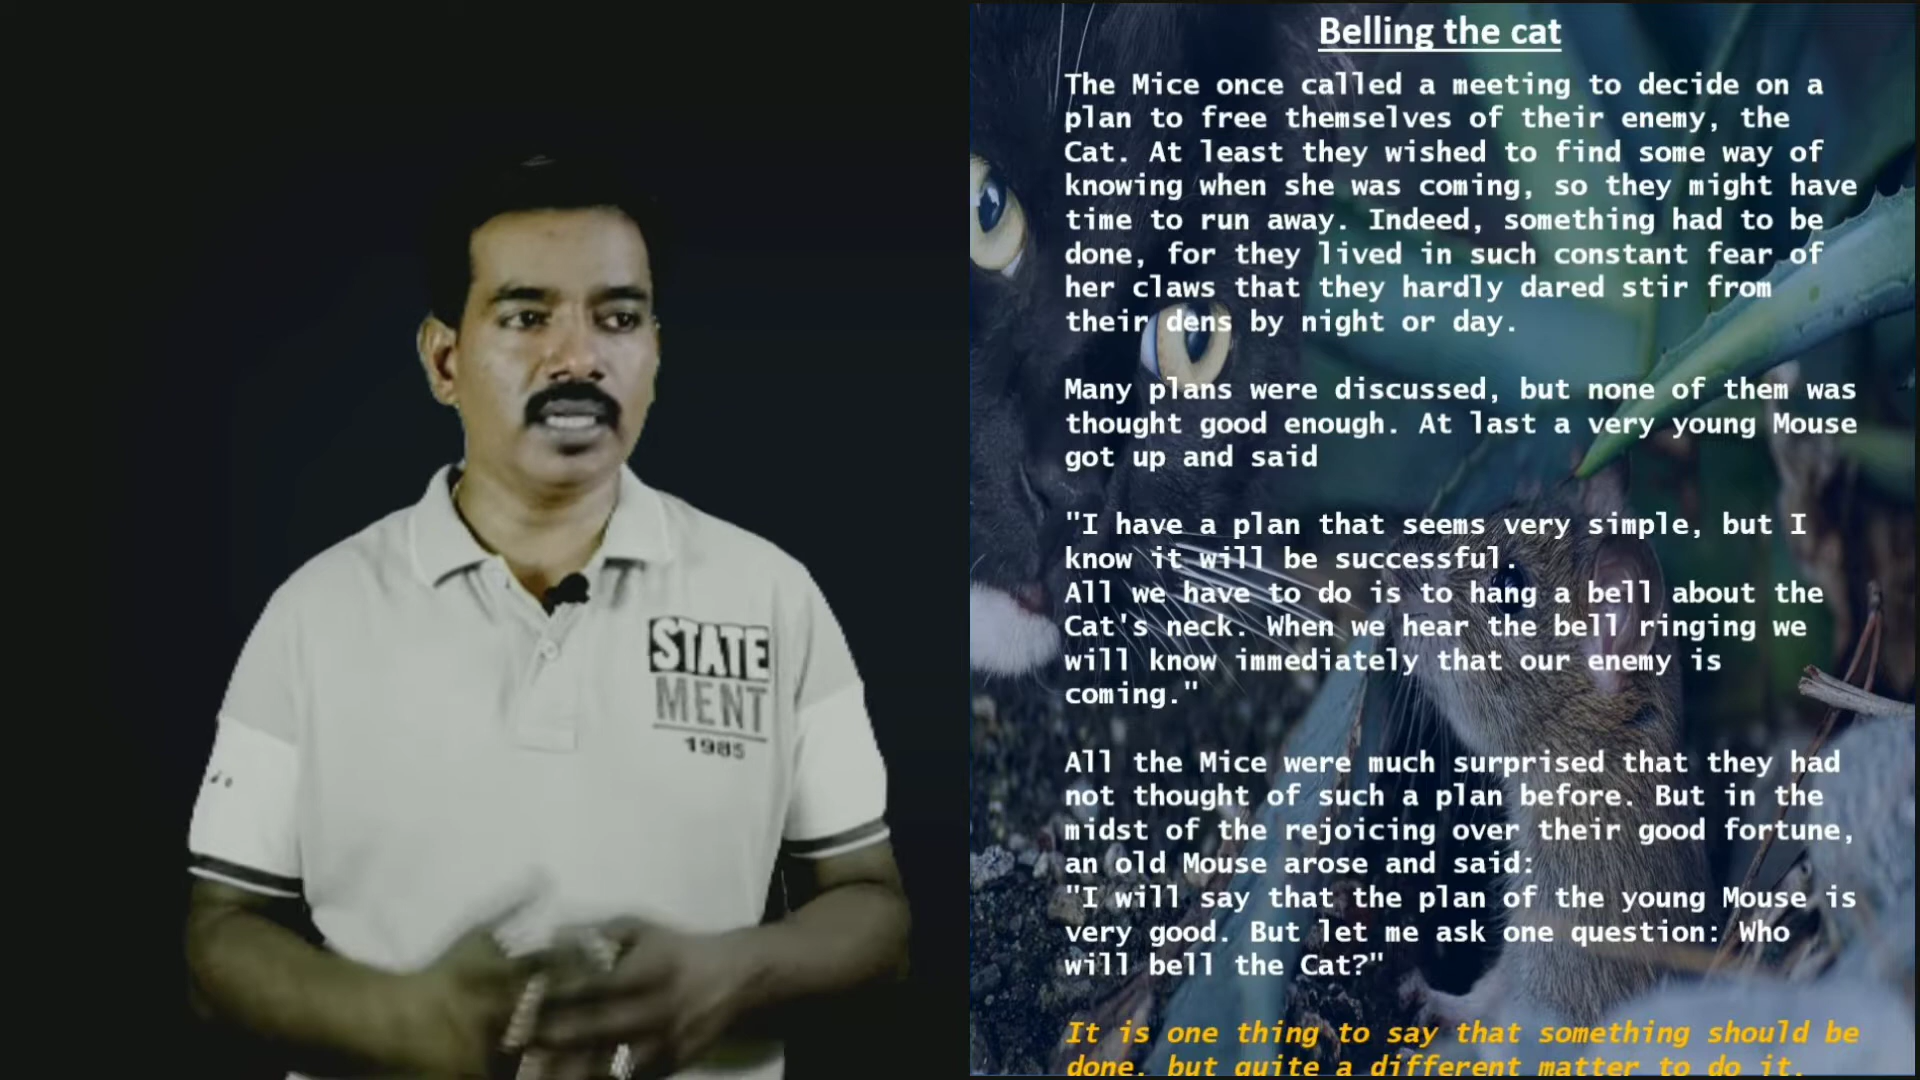 STATE
MENT
1985
Belling the cat
The Mice once called a meeting to decide on a
plan to free themselves of their enemy, the
Cat. At least they wished to find some way of
knowing when she was coming, so they might have
time to run away. Indeed, something had to be
done, for they lived in such constant fear of
her claws that they hardly dared stir from
their dens by night or day.
Many plans were discussed, but none of them was
thought good enough. At last a very young Mouse
got up and said
"I have a plan that seems very simple, but I
know it will be successful.
All we have to do is to hang a bell about the
Cat's neck. When we hear the bell ringing we
will know immediately that our enemy is
coming."
All the Mice were much surprised that they had
not thought of such a plan before. But in the
midst of the rejoicing over their good fortune,
an old Mouse arose and said:
"I will say that the plan of the young Mouse is
very good. But let me ask one question: Who
will bell the Cat?"
It is one thing to say that something should be
done, but quite a different matter to do it.